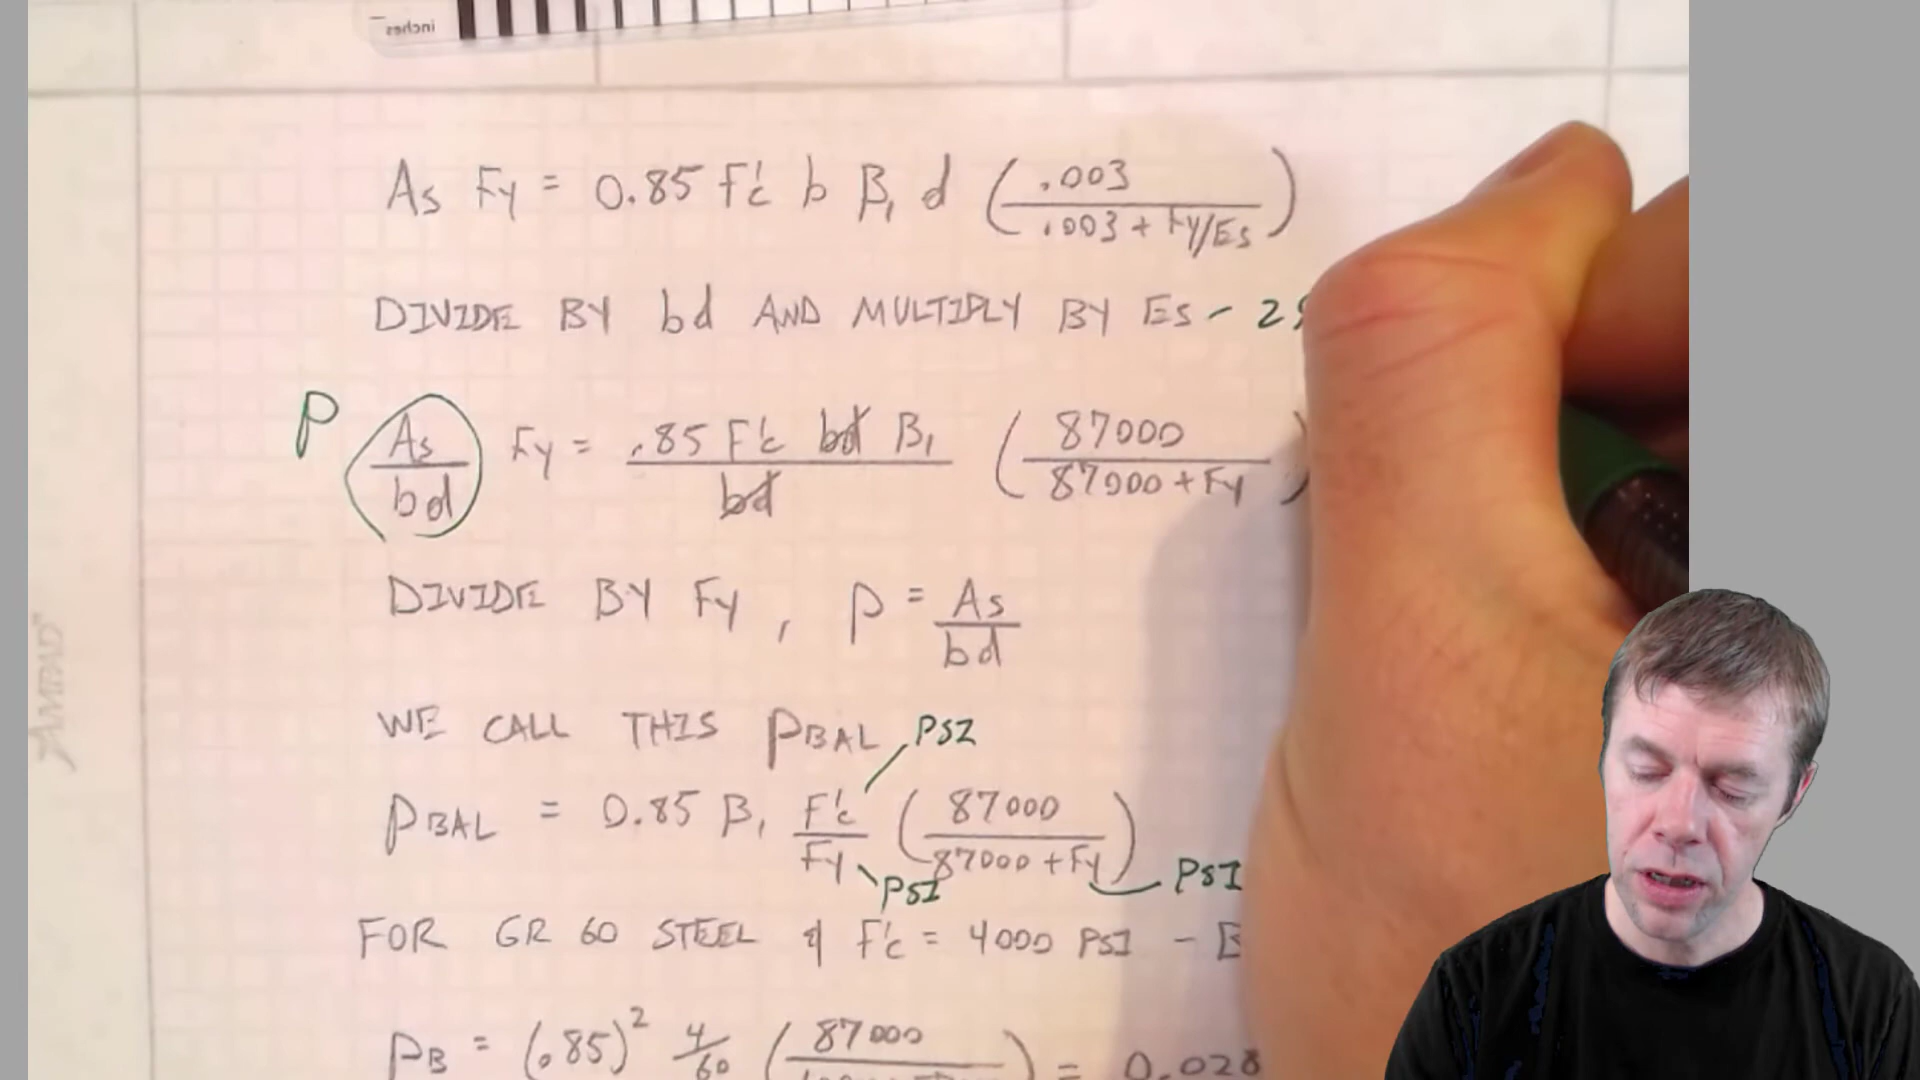 inches
As Fy = 0.85 F'c b β1 d (.003 / .003 + Fy/Es)
DIVIDE BY bd AND MULTIPLY BY Es - 29
ρ As/bd Fy = .85 F'c bd B1 / bd (87000 / 87000 + Fy)
DIVIDE BY Fy, ρ = As/bd
WE CALL THIS ρBAL PSI
ρBAL = 0.85 β1 F'c/Fy (87000 / 87000 + Fy) PSI
PSI
FOR GR 60 STEEL & F'c = 4000 PSI - B
ρB = (.85)² 4/60 (87000 / ) = 0.028
AMPAD